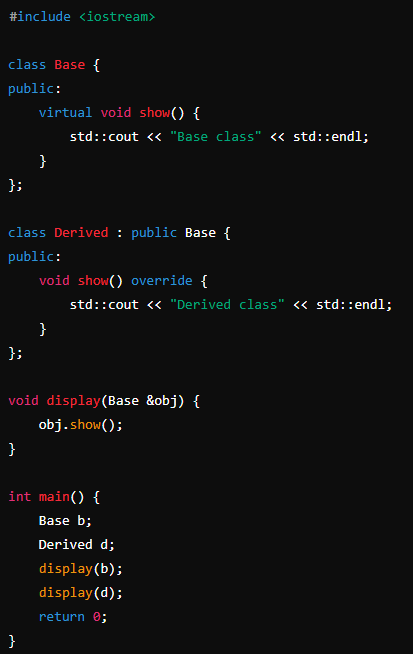 #include <iostream>

class Base {
public:
    virtual void show() {
        std::cout << "Base class" << std::endl;
    }
};

class Derived : public Base {
public:
    void show() override {
        std::cout << "Derived class" << std::endl;
    }
};

void display(Base &obj) {
    obj.show();
}

int main() {
    Base b;
    Derived d;
    display(b);
    display(d);
    return 0;
}